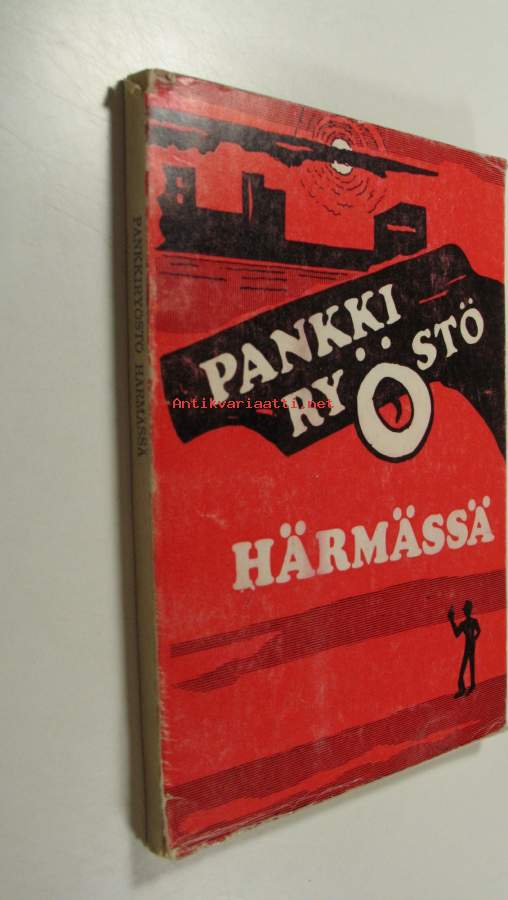 PANKKIRYÖSTÖ HÄRMÄSSÄ
PANKKI
RYÖSTÖ
Antikvariaatti.net
HÄRMÄSSÄ